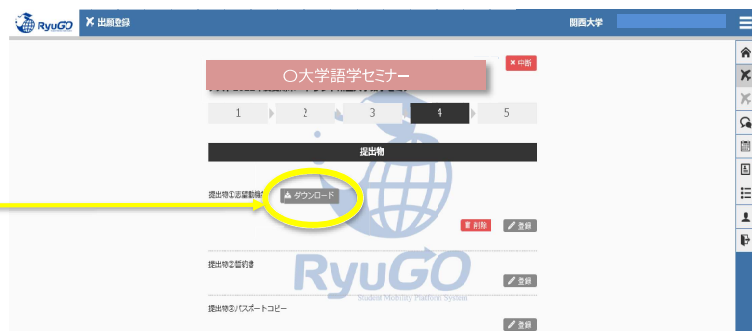 RyuGO 出願登録 関西大学
× 中断
〇大学語学セミナー
1 2 3 4 5
提出物
提出物①志望動機 ダウンロード
削除 登録
提出物②誓約書
登録
RyuGO
Student Mobility Platform System
提出物③パスポートコピー
登録